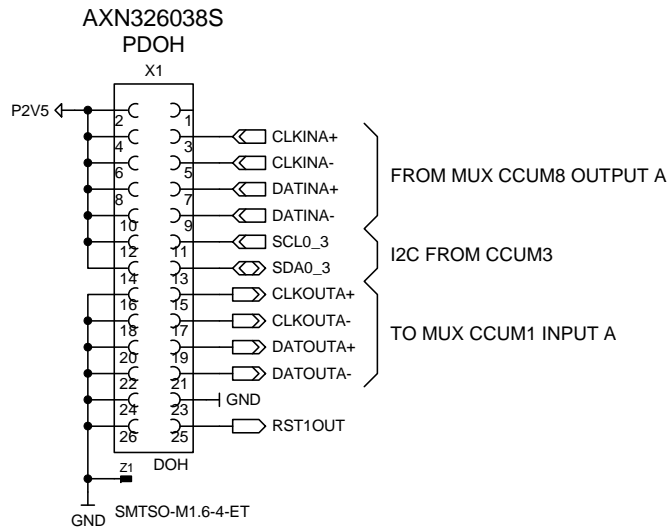 AXN326038S
PDOH
X1
P2V5
2 1
4 3 CLKINA+
6 5 CLKINA-
8 7 DATINA+
10 9 DATINA-
12 11 SCL0_3
14 13 SDA0_3
16 15 CLKOUTA+
18 17 CLKOUTA-
20 19 DATOUTA+
22 21 DATOUTA-
24 23 GND
26 25 RST1OUT
FROM MUX CCUM8 OUTPUT A
I2C FROM CCUM3
TO MUX CCUM1 INPUT A
Z1 DOH
GND SMTSO-M1.6-4-ET